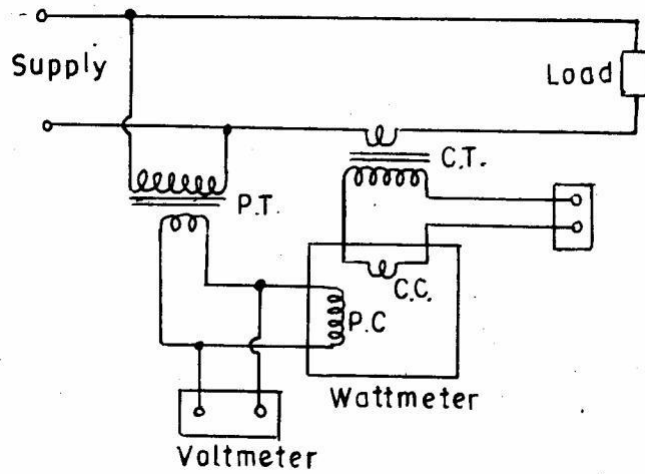 Supply
Load
C.T.
P.T.
C.C.
P.C
Wattmeter
Voltmeter